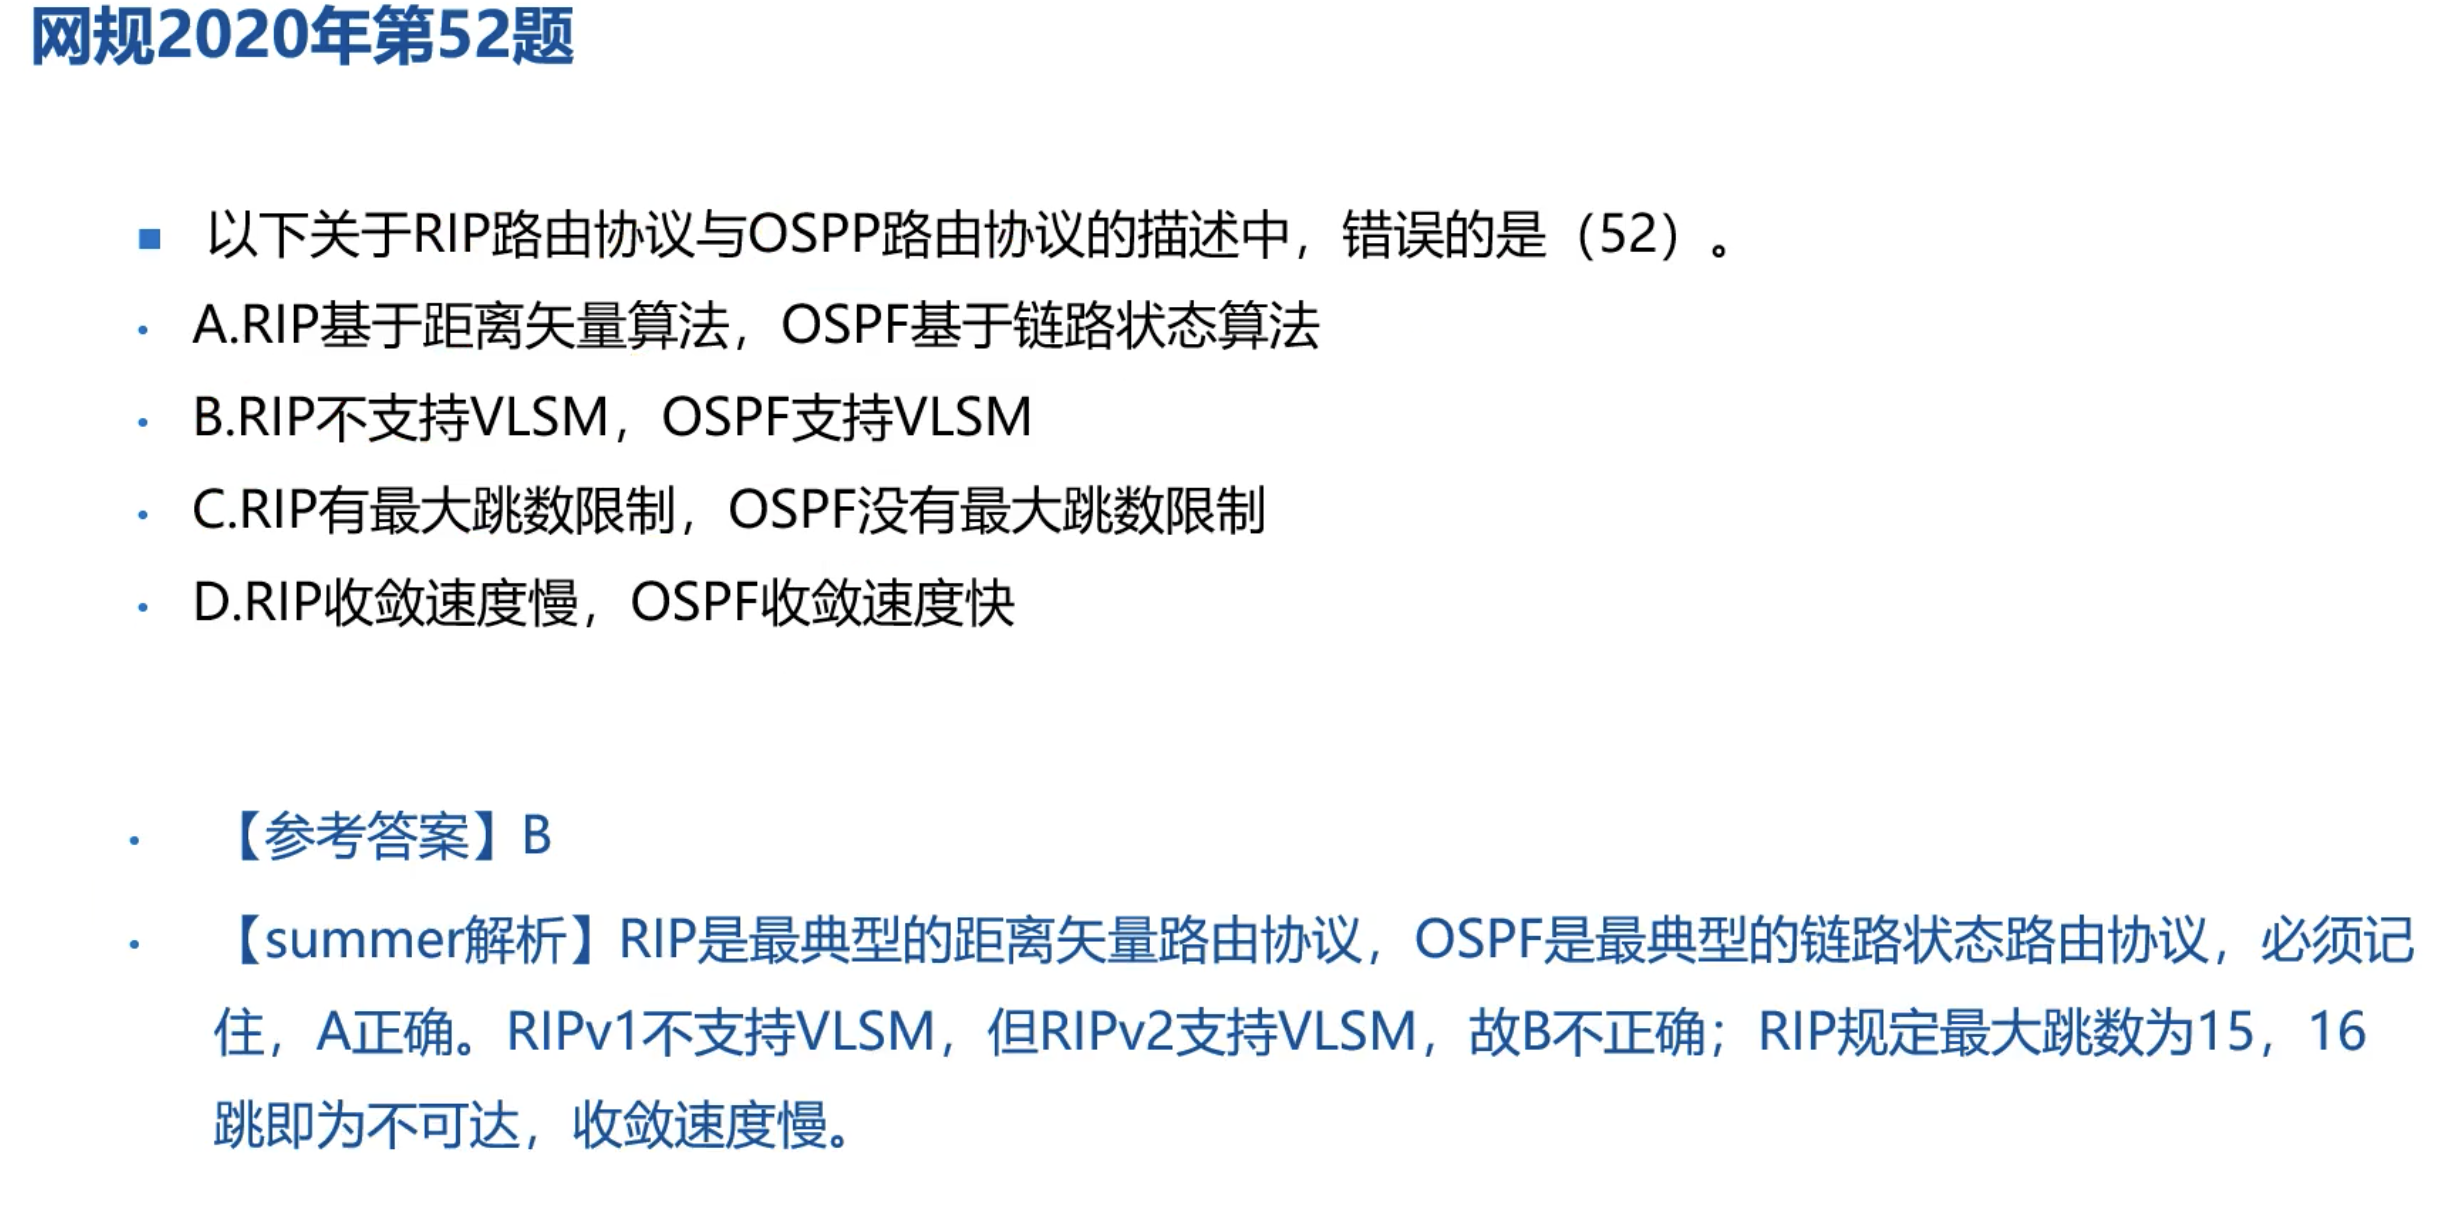 网规2020年第52题
■ 以下关于RIP路由协议与OSPP路由协议的描述中，错误的是（52）。
• A.RIP基于距离矢量算法，OSPF基于链路状态算法
• B.RIP不支持VLSM，OSPF支持VLSM
• C.RIP有最大跳数限制，OSPF没有最大跳数限制
• D.RIP收敛速度慢，OSPF收敛速度快
• 【参考答案】B
• 【summer解析】RIP是最典型的距离矢量路由协议，OSPF是最典型的链路状态路由协议，必须记
住，A正确。RIPv1不支持VLSM，但RIPv2支持VLSM，故B不正确；RIP规定最大跳数为15，16
跳即为不可达，收敛速度慢。